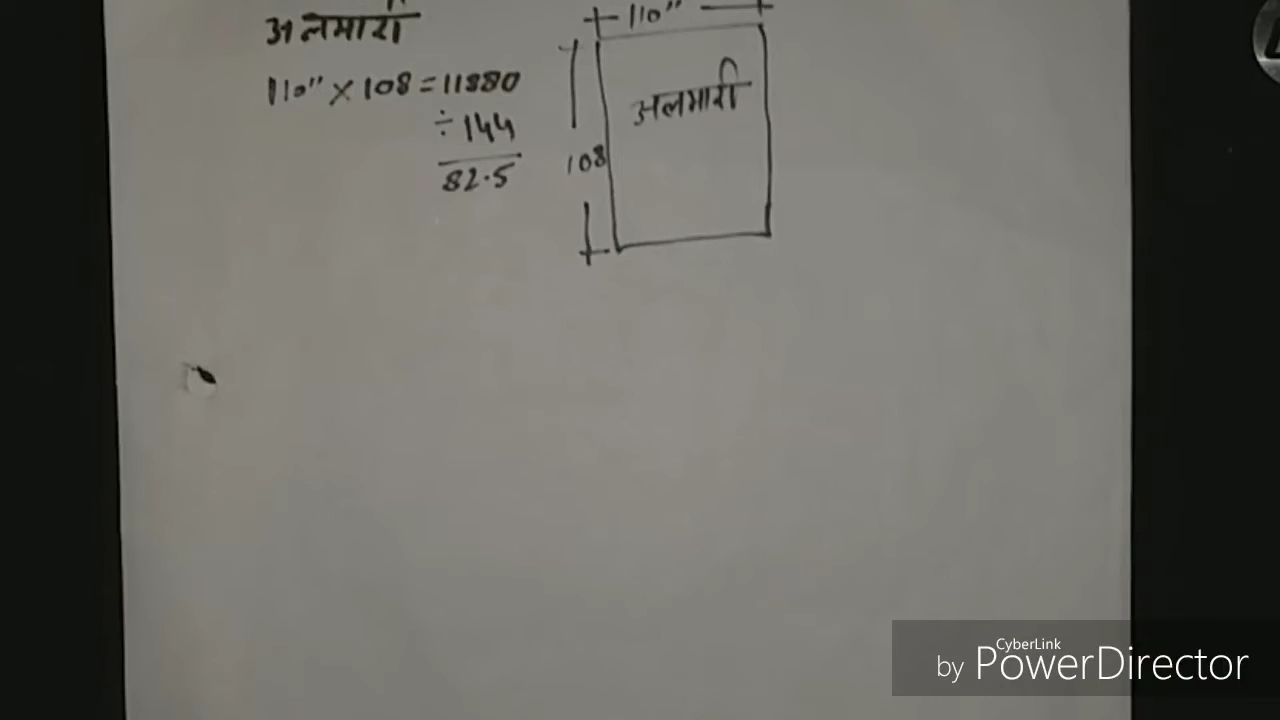 अलमारी
110" × 108 = 11880
÷ 144
82.5
110"
108
अलमारी
CyberLink
by PowerDirector